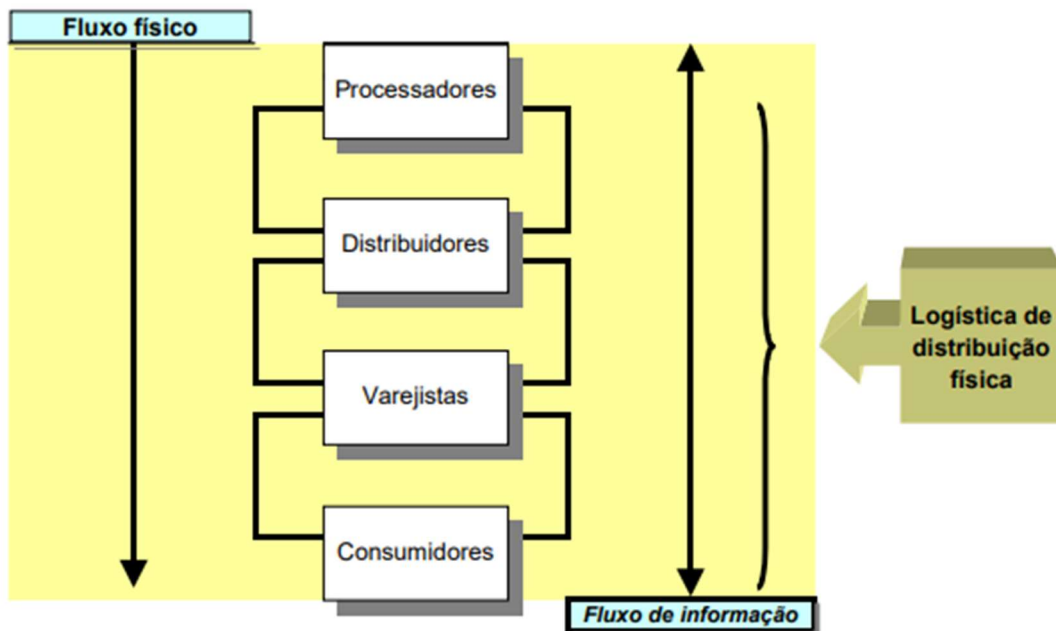 Fluxo físico
Processadores
Distribuidores
Varejistas
Consumidores
Fluxo de informação
Logística de
distribuição
física